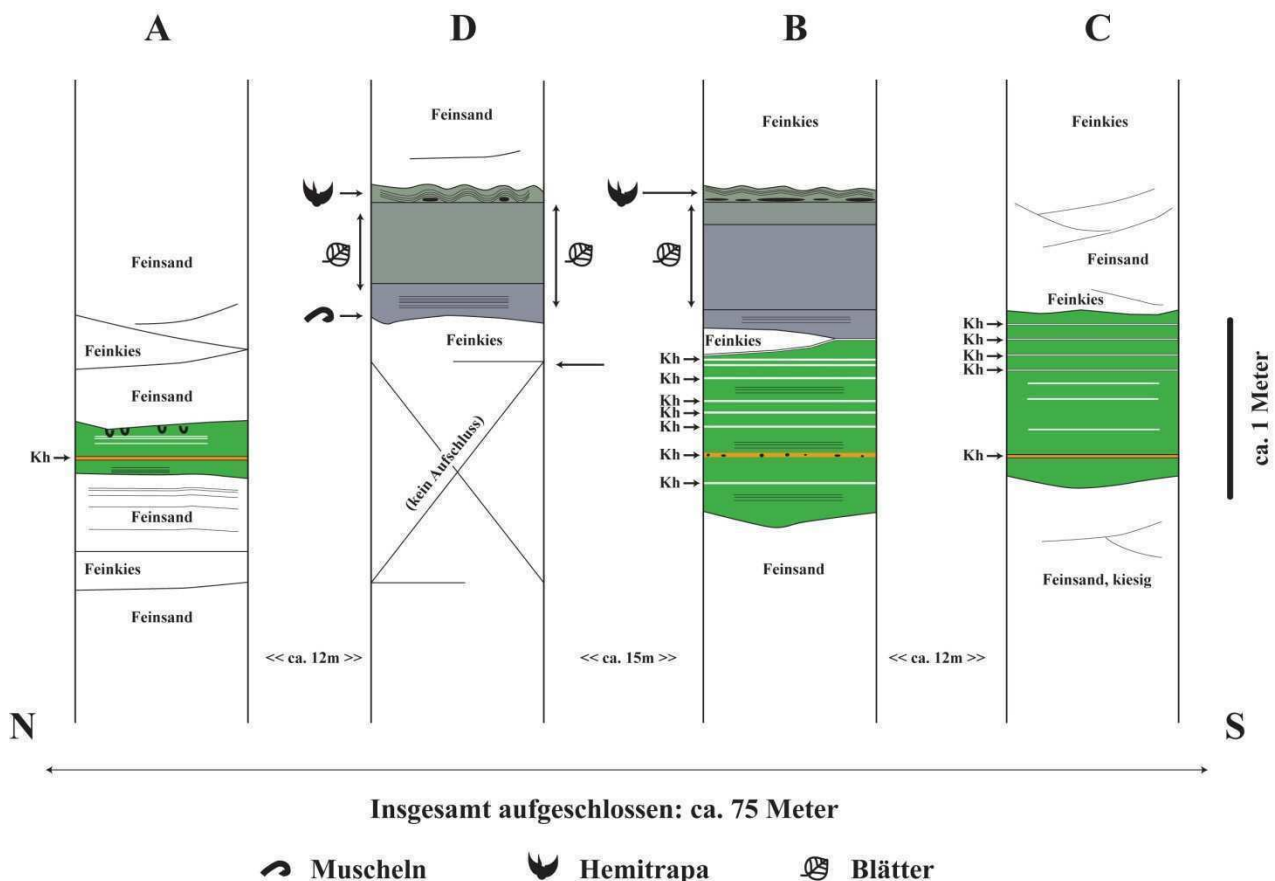 A
D
B
C
Feinsand
Feinkies
Feinsand
Kh
Feinsand
Feinkies
Feinsand
Feinsand
Feinkies
(kein Aufschluss)
Feinkies
Feinkies
Kh
Kh
Kh
Kh
Kh
Kh
Kh
Feinsand
Feinkies
Feinsand
Feinkies
Kh
Kh
Kh
Kh
Kh
Feinsand, kiesig
ca. 1 Meter
<< ca. 12m >>
<< ca. 15m >>
<< ca. 12m >>
N
S
Insgesamt aufgeschlossen: ca. 75 Meter
Muscheln
Hemitrapa
Blätter